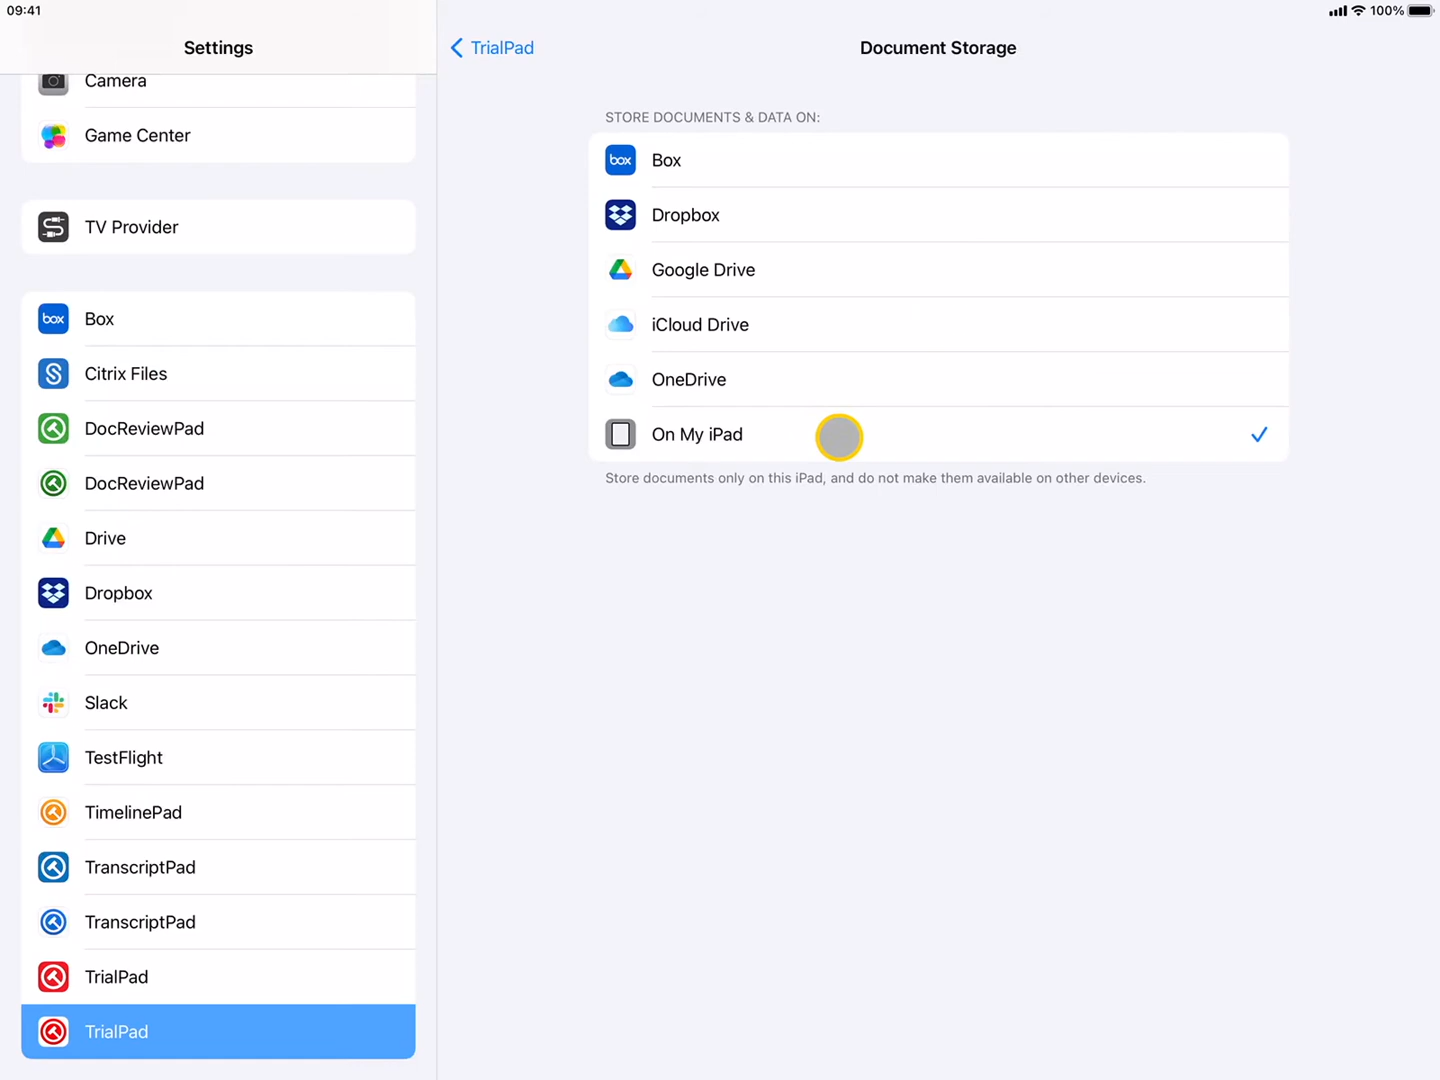 09:41
100%
Settings
Camera
Game Center
TV Provider
box Box
Citrix Files
DocReviewPad
DocReviewPad
Drive
Dropbox
OneDrive
Slack
TestFlight
TimelinePad
TranscriptPad
TranscriptPad
TrialPad
TrialPad
TrialPad
Document Storage
STORE DOCUMENTS & DATA ON:
box Box
Dropbox
Google Drive
iCloud Drive
OneDrive
On My iPad
Store documents only on this iPad, and do not make them available on other devices.